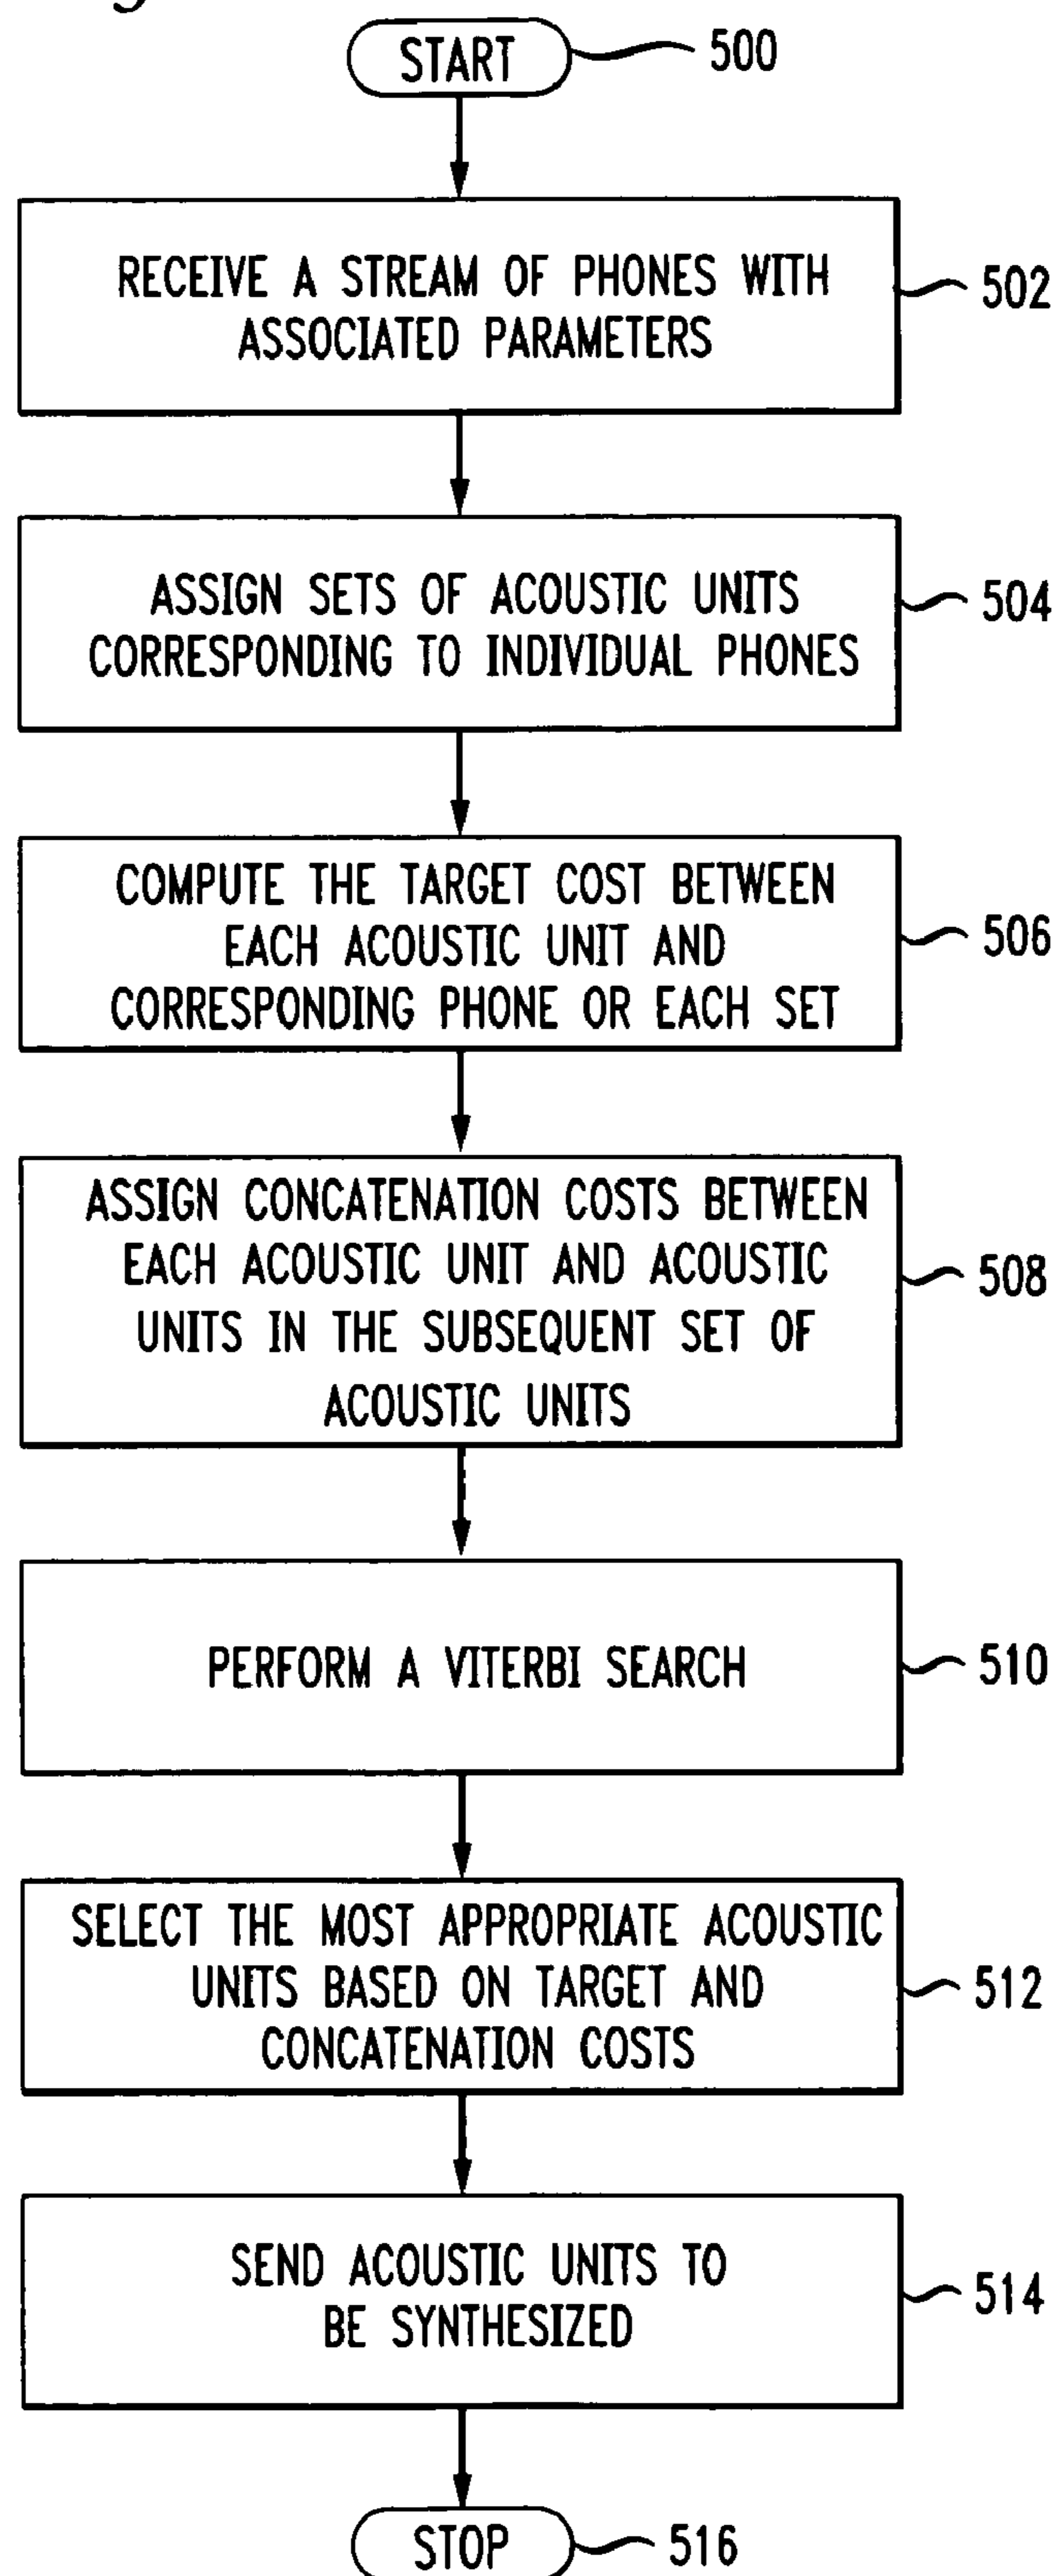 START
500
RECEIVE A STREAM OF PHONES WITH
ASSOCIATED PARAMETERS
502
ASSIGN SETS OF ACOUSTIC UNITS
CORRESPONDING TO INDIVIDUAL PHONES
504
COMPUTE THE TARGET COST BETWEEN
EACH ACOUSTIC UNIT AND
CORRESPONDING PHONE OR EACH SET
506
ASSIGN CONCATENATION COSTS BETWEEN
EACH ACOUSTIC UNIT AND ACOUSTIC
UNITS IN THE SUBSEQUENT SET OF
ACOUSTIC UNITS
508
PERFORM A VITERBI SEARCH
510
SELECT THE MOST APPROPRIATE ACOUSTIC
UNITS BASED ON TARGET AND
CONCATENATION COSTS
512
SEND ACOUSTIC UNITS TO
BE SYNTHESIZED
514
STOP
516